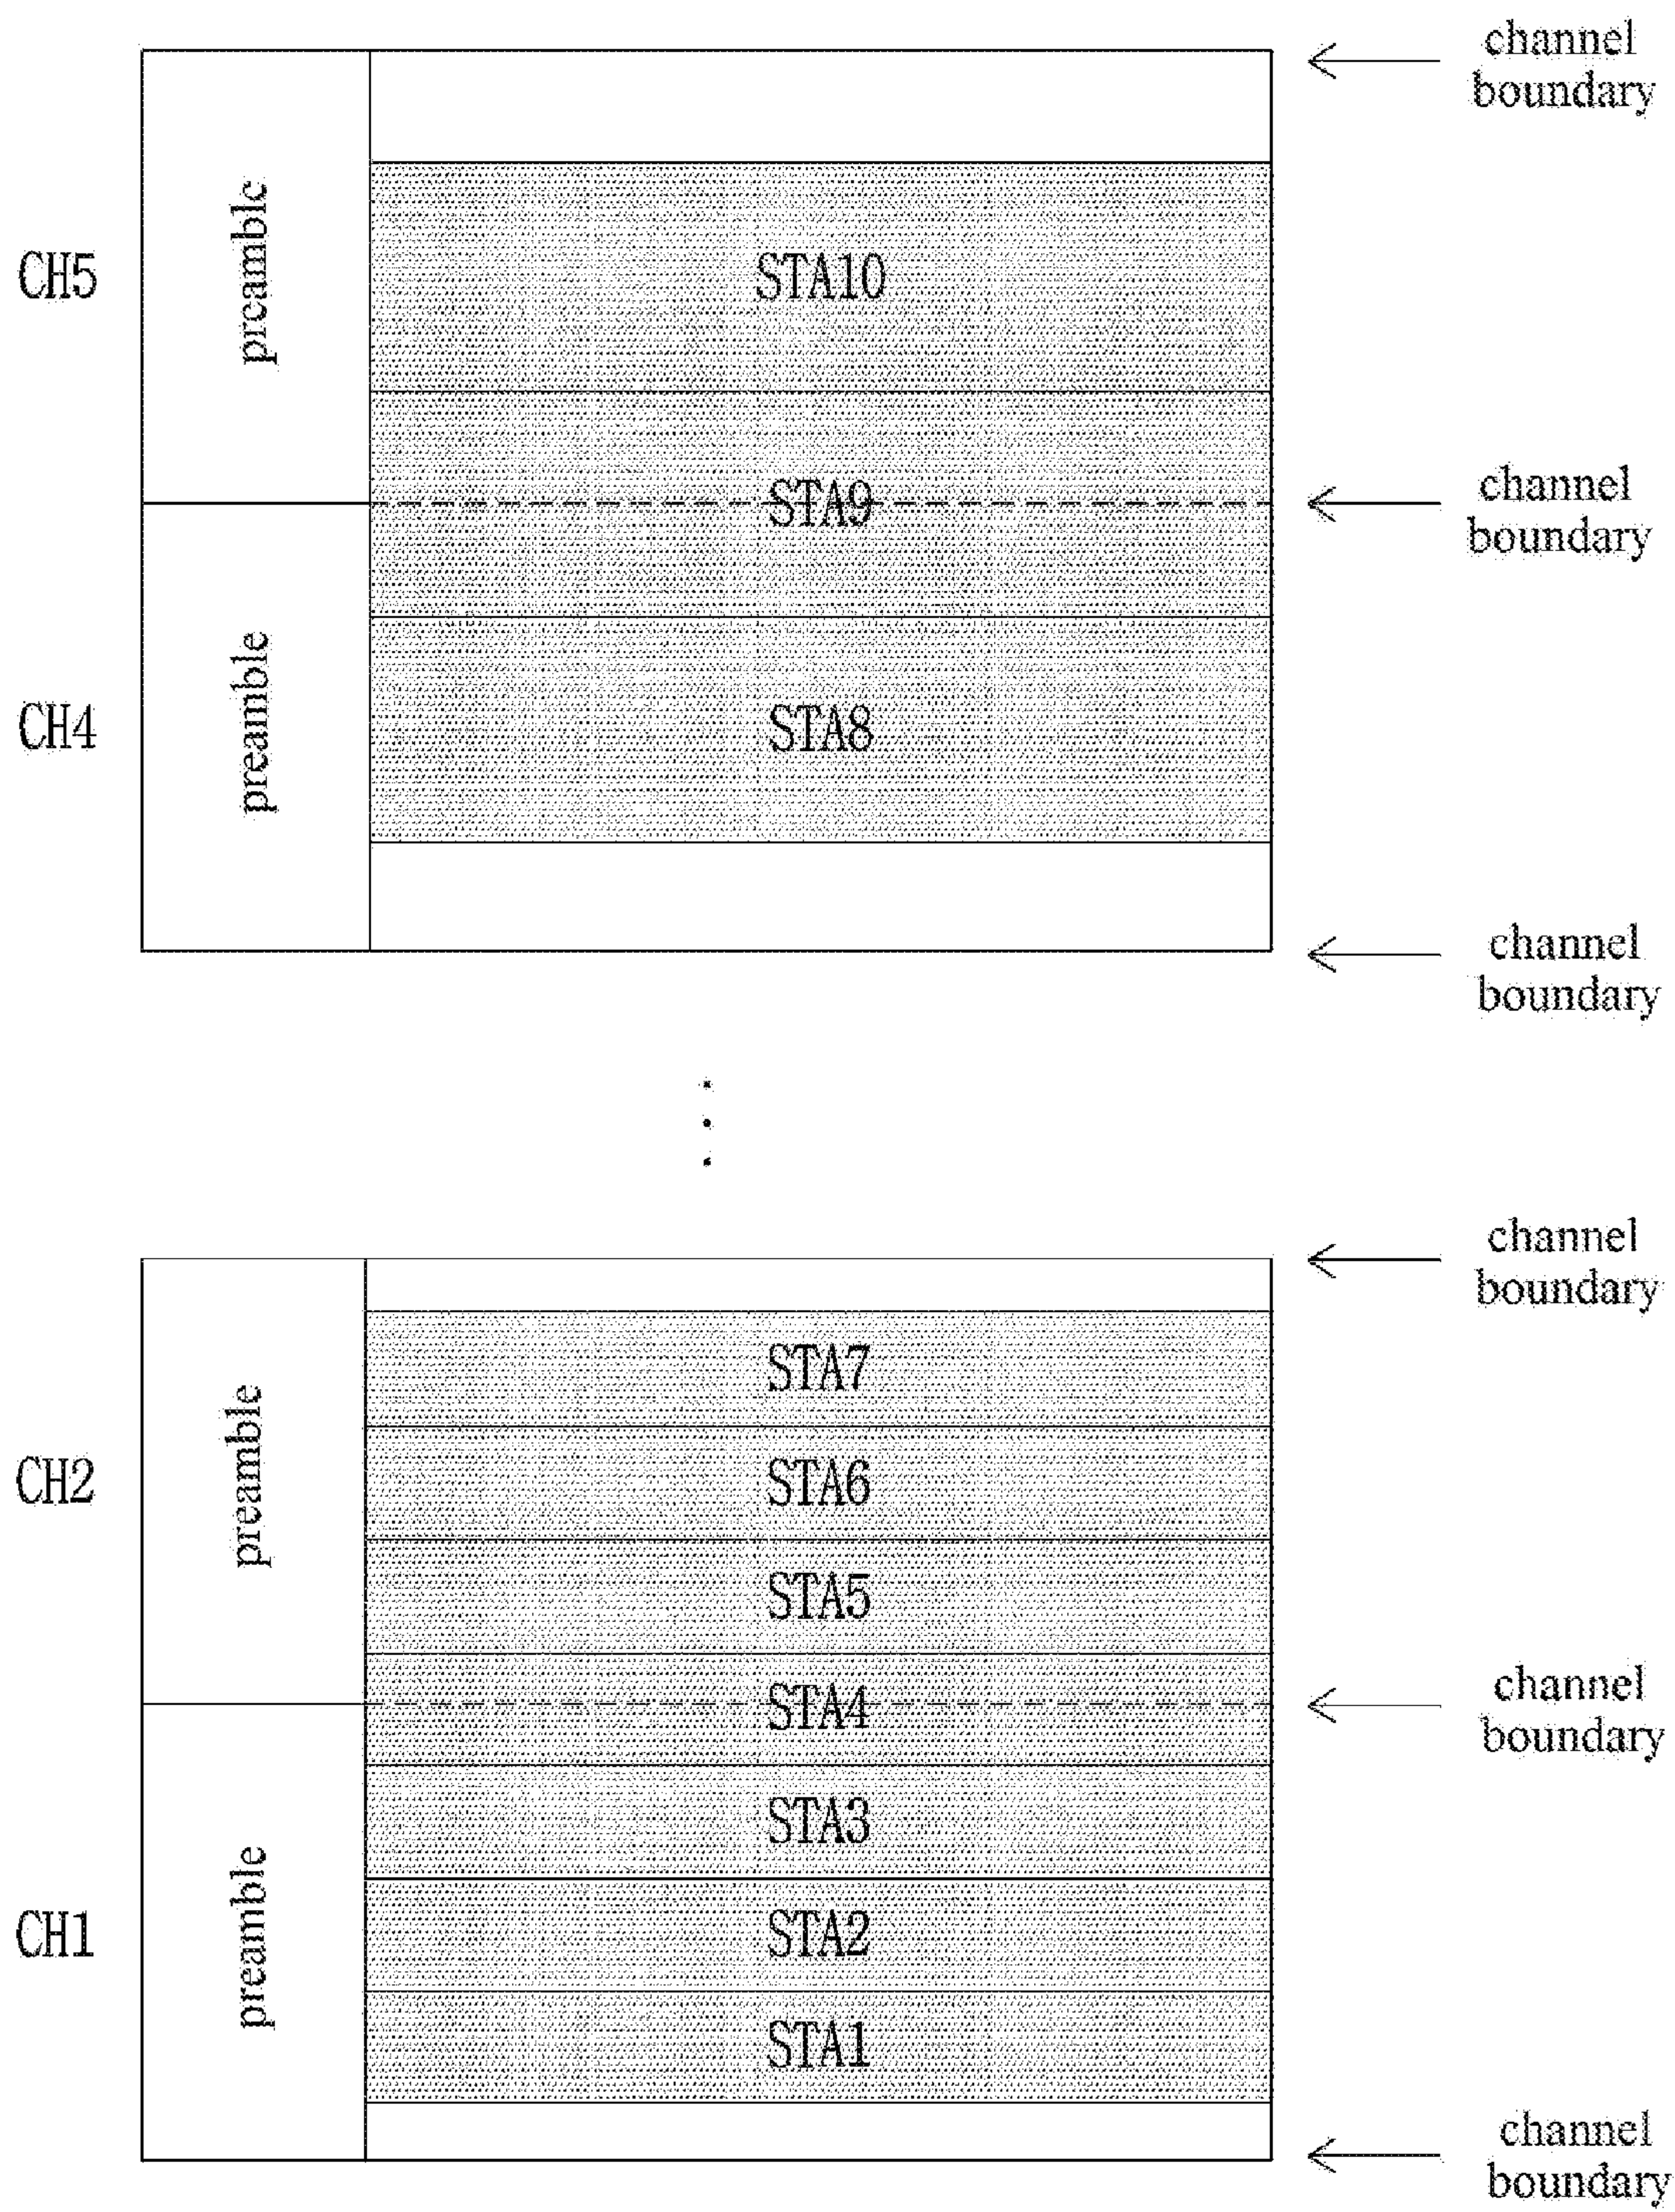 channel
boundary
CH5
preamble
STA10
STA9
channel
boundary
CH4
preamble
STA8
channel
boundary
channel
boundary
CH2
preamble
STA7
STA6
STA5
STA4
channel
boundary
CH1
preamble
STA3
STA2
STA1
channel
boundary